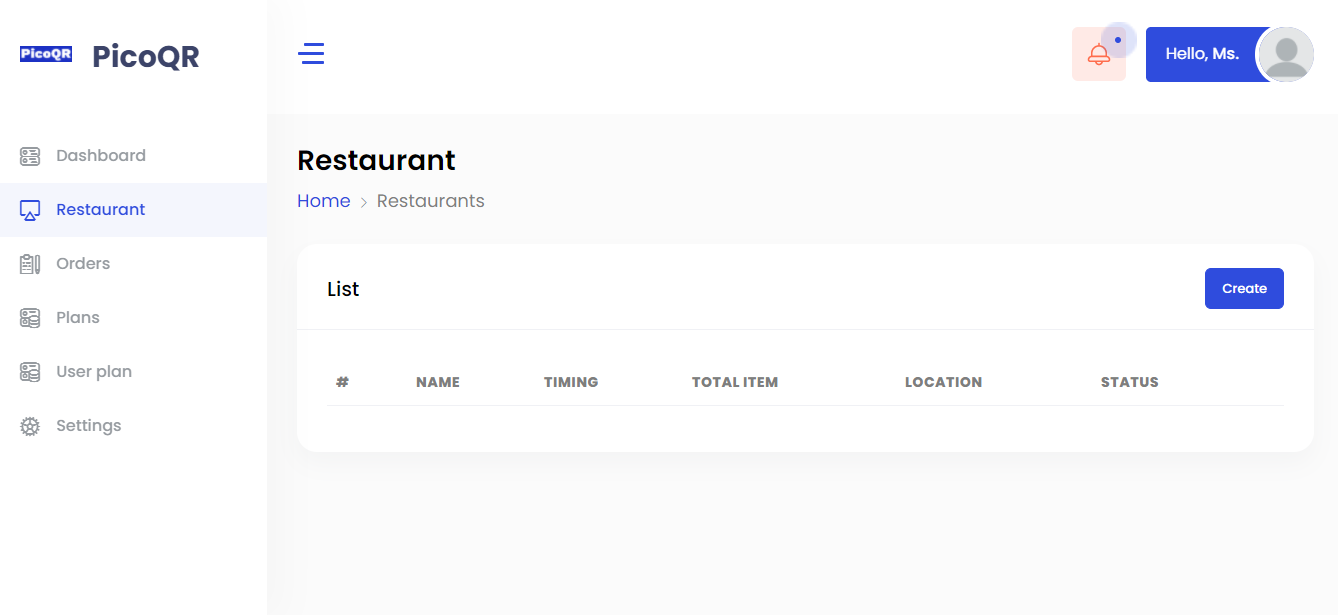 PicoQR PicoQR
Hello, Ms.
Dashboard
Restaurant
Orders
Plans
User plan
Settings
Restaurant
Home > Restaurants
List
Create
# NAME TIMING TOTAL ITEM LOCATION STATUS